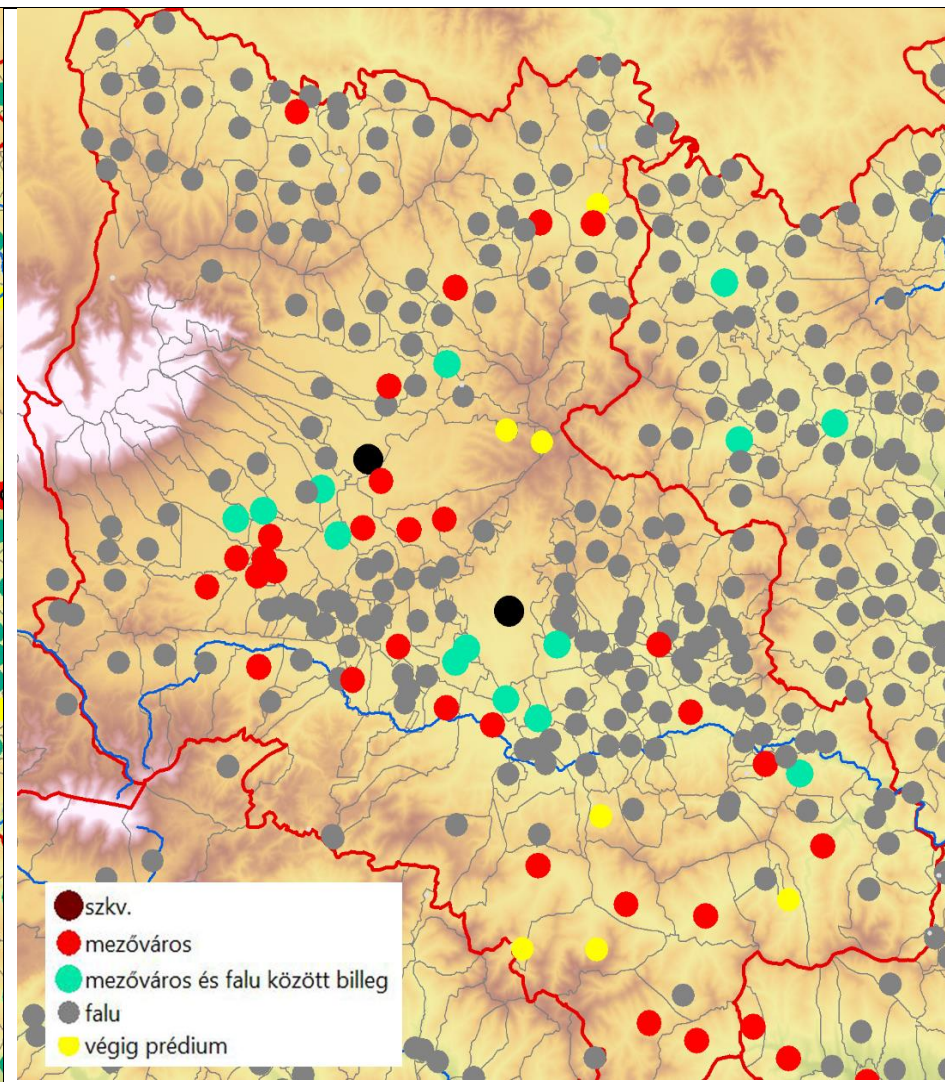 szkv.
mezőváros
mezőváros és falu között billeg
falu
végig prédium